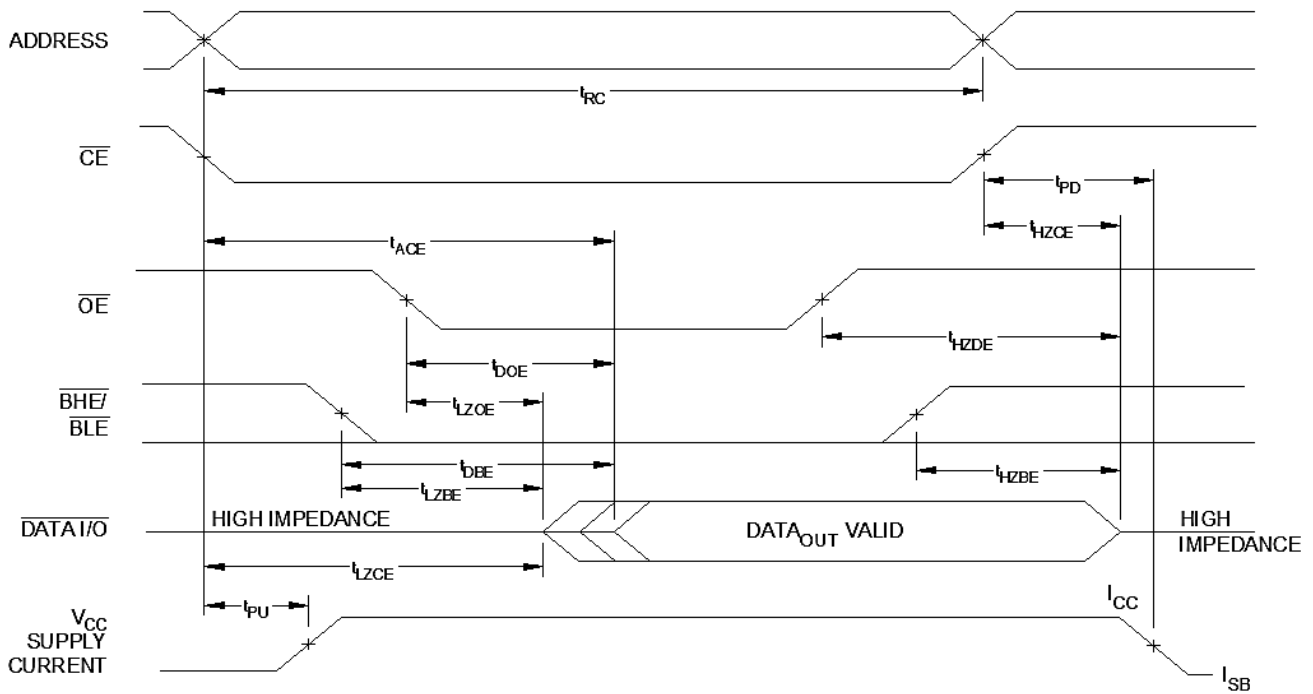 ADDRESS
tRC
CE
tPD
tHZCE
tACE
OE
tHZDE
tDOE
BHE/
BLE
tLZOE
tDBE
tHZBE
tLZBE
DATA I/O
HIGH IMPEDANCE
DATAOUT VALID
HIGH
IMPEDANCE
tLZCE
ICC
tPU
VCC
SUPPLY
CURRENT
ISB